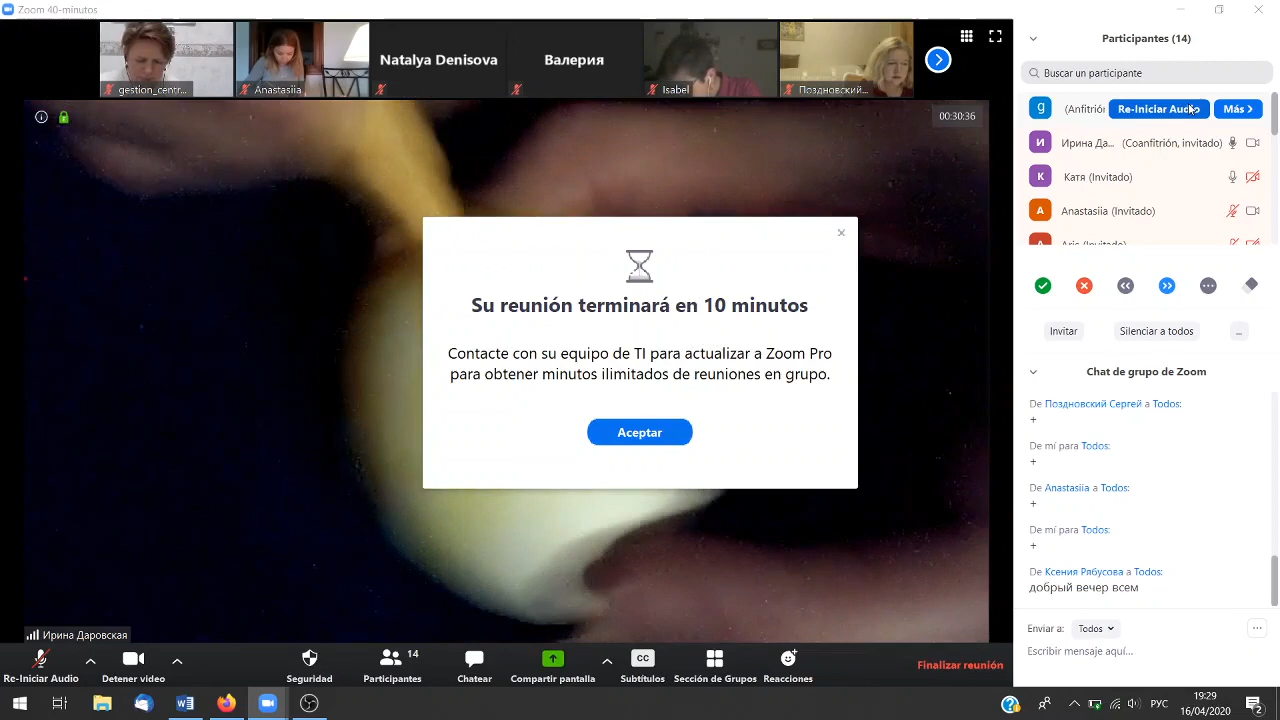 Zoom 40-минутоs
gestion_centr...
Anastasiia
Natalya Denisova
Валерия
Isabel
Поздновский...
00:30:36
Su reunión terminará en 10 minutos
Contacte con su equipo de TI para actualizar a Zoom Pro
para obtener minutos ilimitados de reuniones en grupo.
Aceptar
Ирина Даровская
Re-Iniciar Audio
Detener video
Seguridad
14
Participantes
Chatear
Compartir pantalla
CC
Subtítulos
Sección de Grupos
Reacciones
Finalizar reunión
Participantes (14)
Buscar un participante
g (Anfitrión Re-Iniciar Audio Más
И Ирина Да... (Coanfitrión, invitado)
К Катя (Invitado)
A Anastasiia (Invitado)
Invitar Silenciar a todos ...
Chat de grupo de Zoom
De Поздновский Сергей a Todos:
+
De mí para Todos:
+
De Anastasiia a Todos:
+
De mí para Todos:
+
De Ксения Рябусова a Todos:
добрый вечер всем
Enviar a: Todos
Escribir mensaje aquí...
РУС
19:29
16/04/2020
2